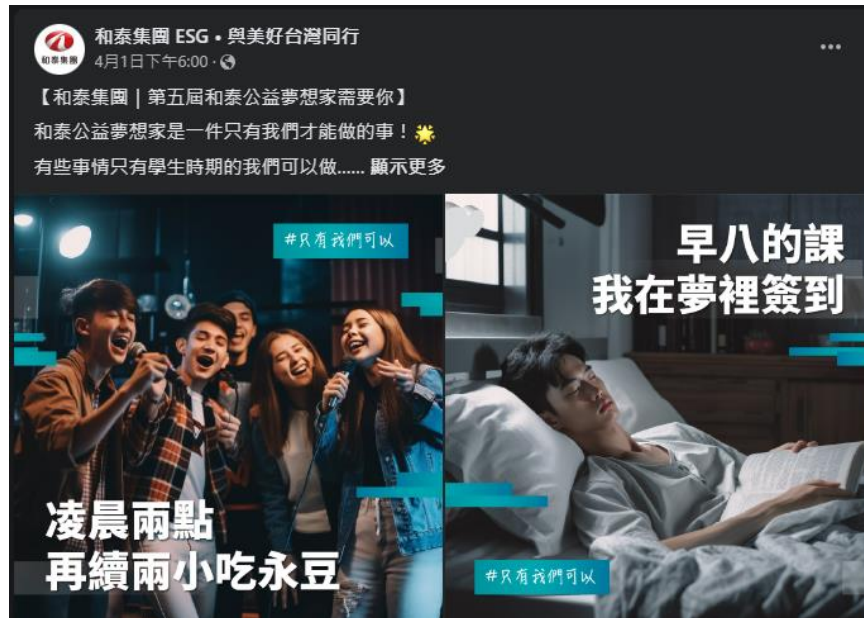 和泰集團 ESG • 與美好台灣同行
4月1日下午6:00 ·
和泰集團
【和泰集團 | 第五屆和泰公益夢想家需要你】
和泰公益夢想家是一件只有我們才能做的事！🌟
有些事情只有學生時期的我們可以做...... 顯示更多
#只有我們可以
凌晨兩點
再續兩小吃永豆
早八的課
我在夢裡簽到
#只有我們可以